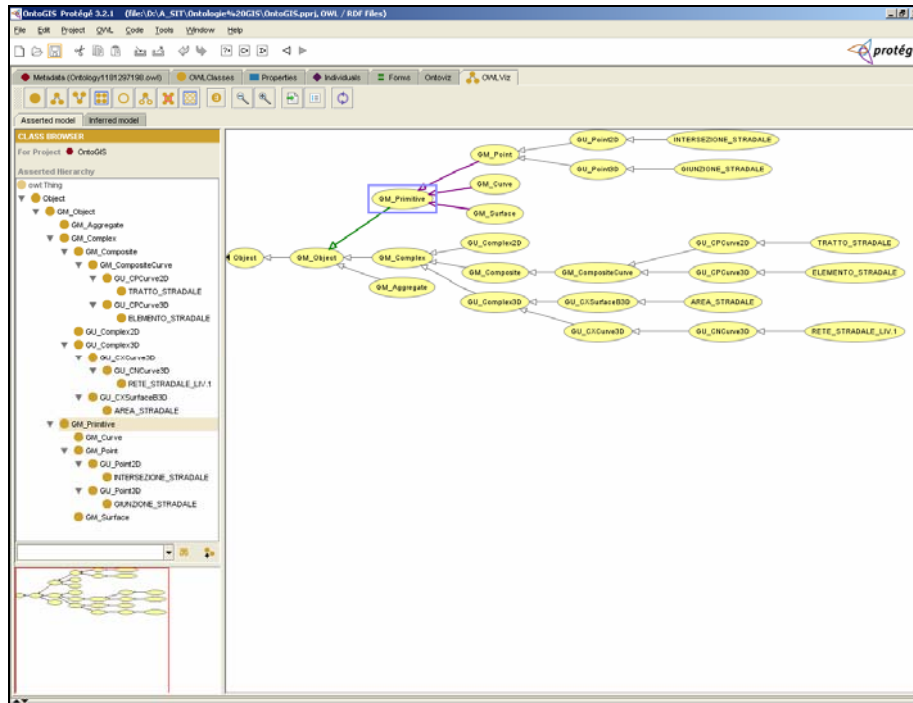 OntoGIS Protégé 3.2.1 (file:\D:\A_SIT\Ontologie%20GIS\OntoGIS.pprj, OWL / RDF Files)
File Edit Project OWL Code Tools Window Help
protég
Metadata (Ontology1181297198.owl) OWLClasses Properties Individuals Forms Ontoviz OWLViz
Asserted model Inferred model
CLASS BROWSER
For Project OntoGIS
Asserted Hierarchy
owl:Thing
Object
GM_Object
GM_Aggregate
GM_Complex
GM_Composite
GM_CompositeCurve
GU_CPCurve2D
TRATTO_STRADALE
GU_CPCurve3D
ELEMENTO_STRADALE
GU_Complex2D
GU_Complex3D
GU_CXCurve3D
GU_CNCurve3D
RETE_STRADALE_LIV.1
GU_CXSurfaceB3D
AREA_STRADALE
GM_Primitive
GM_Curve
GM_Point
GU_Point2D
INTERSEZIONE_STRADALE
GU_Point3D
GIUNZIONE_STRADALE
GM_Surface
GU_Point2D INTERSEZIONE_STRADALE
GM_Point
GU_Point3D GIUNZIONE_STRADALE
GM_Curve
GM_Primitive
GM_Surface
GU_Complex2D GU_CPCurve2D TRATTO_STRADALE
Object GM_Object GM_Complex
GM_Composite GM_CompositeCurve GU_CPCurve3D ELEMENTO_STRADALE
GM_Aggregate
GU_Complex3D GU_CXSurfaceB3D AREA_STRADALE
GU_CXCurve3D GU_CNCurve3D RETE_STRADALE_LIV.1